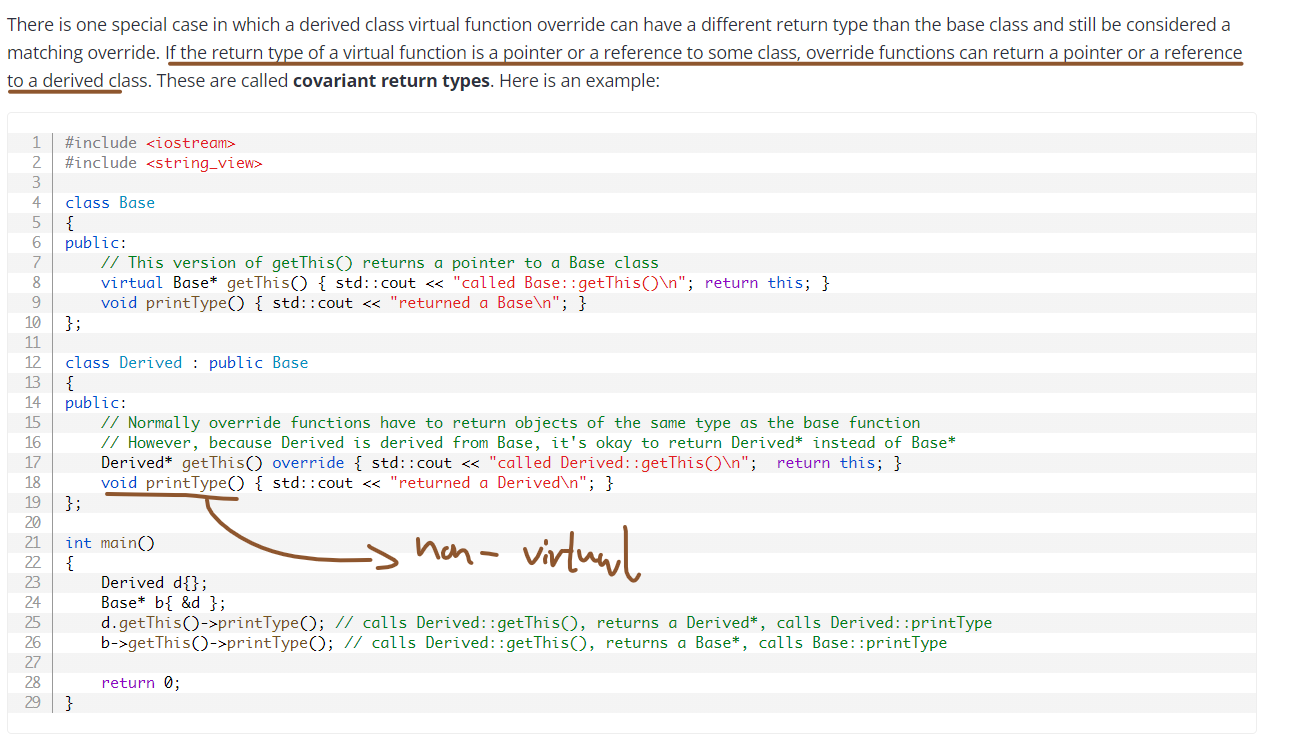 There is one special case in which a derived class virtual function override can have a different return type than the base class and still be considered a
matching override. If the return type of a virtual function is a pointer or a reference to some class, override functions can return a pointer or a reference
to a derived class. These are called covariant return types. Here is an example:
1 #include <iostream>
2 #include <string_view>
3
4 class Base
5 {
6 public:
7     // This version of getThis() returns a pointer to a Base class
8     virtual Base* getThis() { std::cout << "called Base::getThis()\n"; return this; }
9     void printType() { std::cout << "returned a Base\n"; }
10 };
11
12 class Derived : public Base
13 {
14 public:
15     // Normally override functions have to return objects of the same type as the base function
16     // However, because Derived is derived from Base, it's okay to return Derived* instead of Base*
17     Derived* getThis() override { std::cout << "called Derived::getThis()\n";  return this; }
18     void printType() { std::cout << "returned a Derived\n"; }
19 };
20
21 int main()
non-virtual
22 {
23     Derived d{};
24     Base* b{ &d };
25     d.getThis()->printType(); // calls Derived::getThis(), returns a Derived*, calls Derived::printType
26     b->getThis()->printType(); // calls Derived::getThis(), returns a Base*, calls Base::printType
27
28     return 0;
29 }